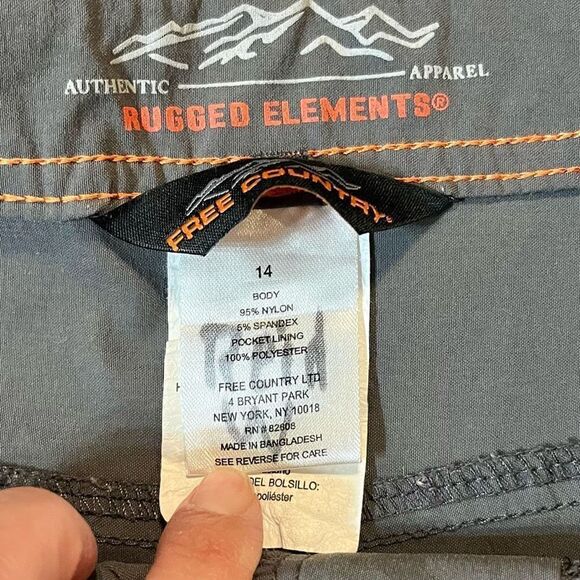 AUTHENTIC APPAREL
RUGGED ELEMENTS®
FREE COUNTRY
14
BODY
95% NYLON
5% SPANDEX
POCKET LINING
100% POLYESTER
FREE COUNTRY LTD
4 BRYANT PARK
NEW YORK, NY 10018
RN # 82606
MADE IN BANGLADESH
SEE REVERSE FOR CARE
DEL BOLSILLO:
poliéster